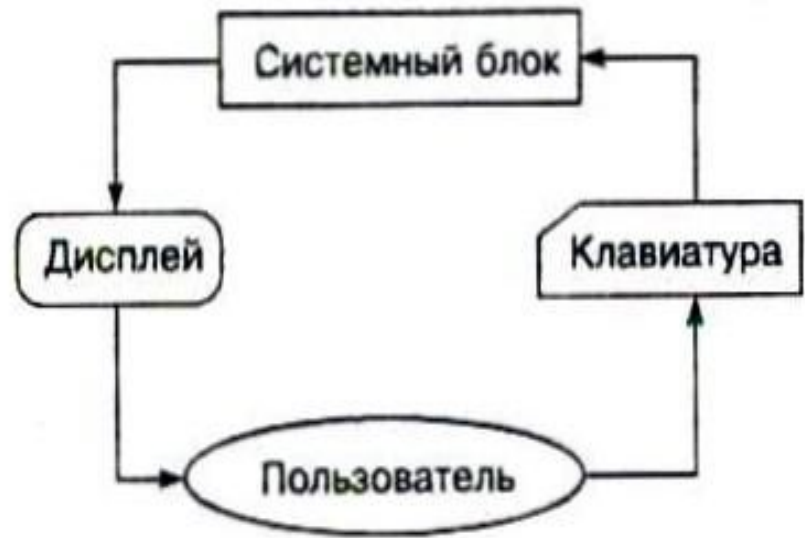 Системный блок
Дисплей
Клавиатура
Пользователь